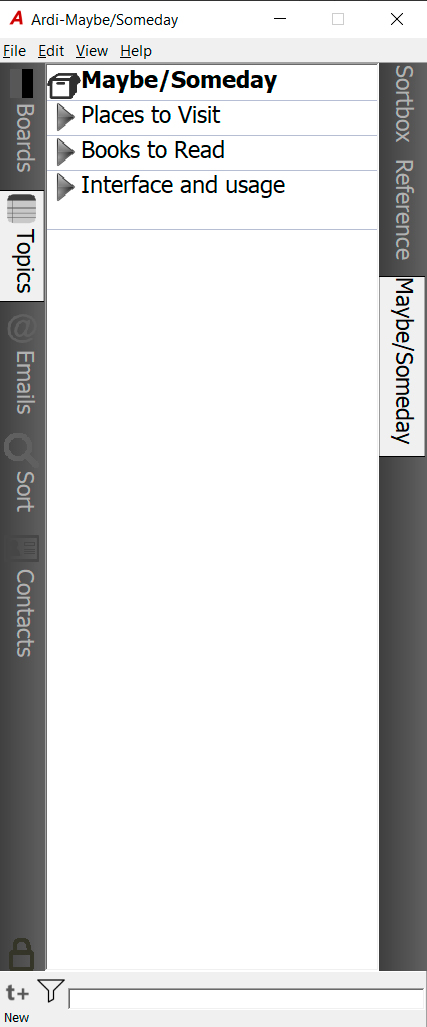 Ardi-Maybe/Someday
File Edit View Help
Boards
Topics
@
Emails
Sort
Contacts
Maybe/Someday
Places to Visit
Books to Read
Interface and usage
Sortbox
Reference
Maybe/Someday
t+
New